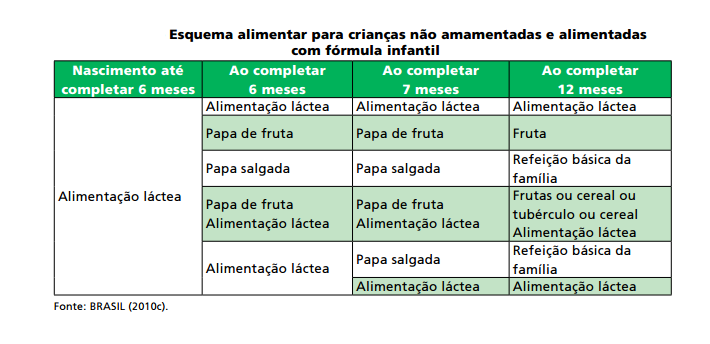 Esquema alimentar para crianças não amamentadas e alimentadas
com fórmula infantil
Nascimento até
completar 6 meses
Ao completar
6 meses
Ao completar
7 meses
Ao completar
12 meses
Alimentação láctea
Alimentação láctea
Alimentação láctea
Alimentação láctea
Papa de fruta
Papa de fruta
Fruta
Papa salgada
Papa salgada
Refeição básica da
família
Papa de fruta
Alimentação láctea
Papa de fruta
Alimentação láctea
Frutas ou cereal ou
tubérculo ou cereal
Alimentação láctea
Alimentação láctea
Papa salgada
Refeição básica da
família
Alimentação láctea
Alimentação láctea
Fonte: BRASIL (2010c).